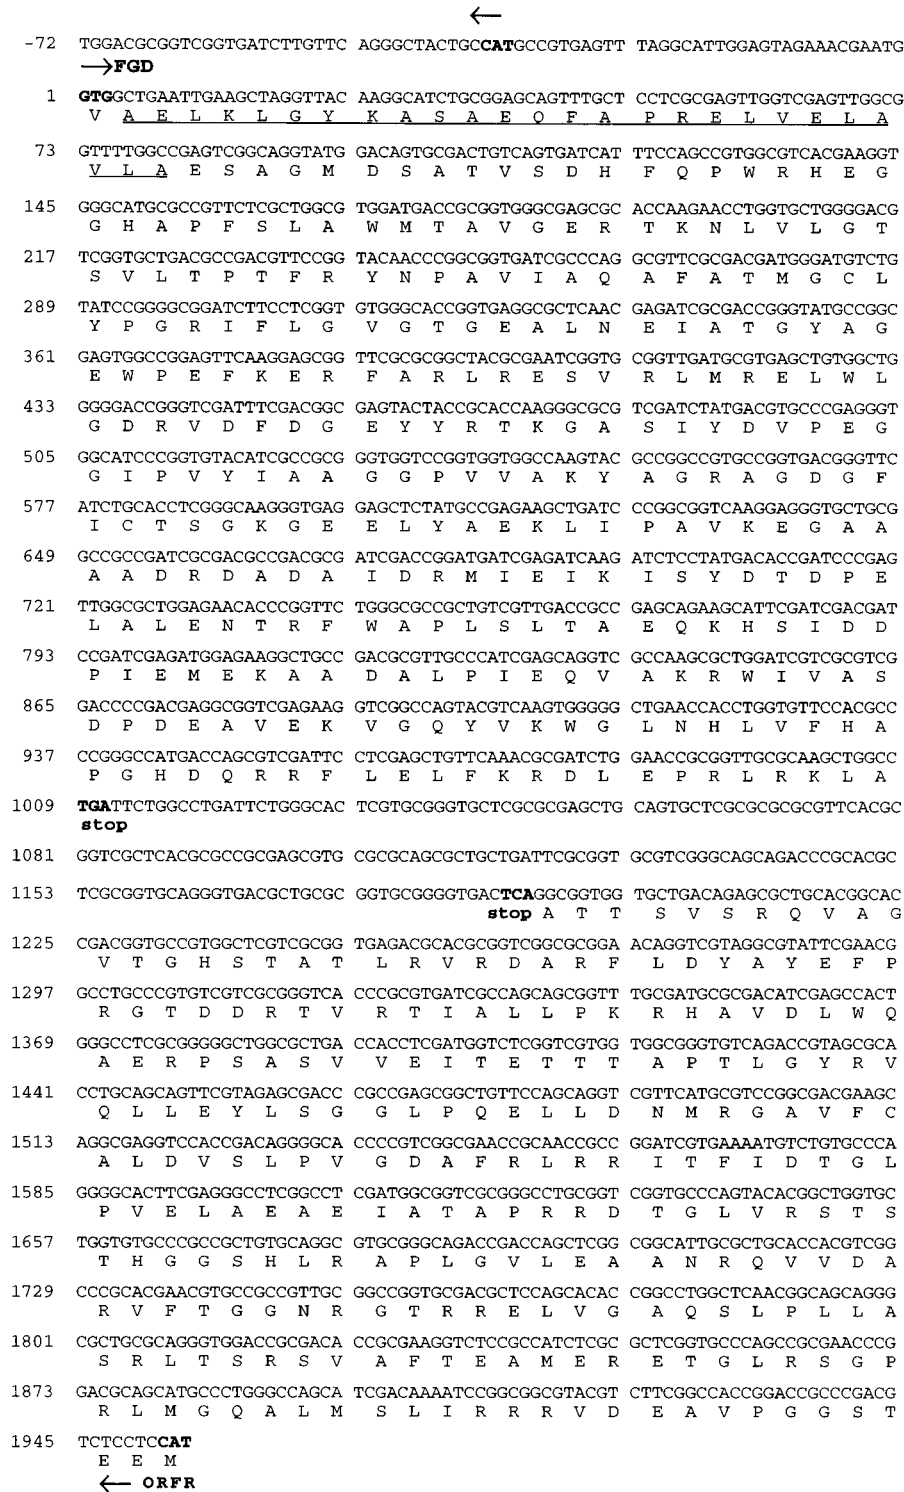 ←
-72 TGGACGCGGTCGGTGATCTTGTTC AGGGCTACTGCCATGCCGTGAGTT TAGGCATTGGAGTAGAAACGAATG
→FGD
1 GTGGCTGAATTGAAGCTAGGTTAC AAGGCATCTGCGGAGCAGTTTGCT CCTCGCGAGTTGGTCGAGTTGGCG
V A E L K L G Y K A S A E Q F A P R E L V E L A
73 GTTTTGGCCGAGTCGGCAGGTATG GACAGTGCGACTGTCAGTGATCAT TTCCAGCCGTGGCGTCACGAAGGT
V L A E S A G M D S A T V S D H F Q P W R H E G
145 GGGCATGCGCCGTTCTCGCTGGCG TGGATGACCGCGGTGGGCGAGCGC ACCAAGAACCTGGTGCTGGGGACG
G H A P F S L A W M T A V G E R T K N L V L G T
217 TCGGTGCTGACGCCGACGTTCCGG TACAACCCGGCGGTGATCGCCCAG GCGTTCGCGACGATGGGATGTCTG
S V L T P T F R Y N P A V I A Q A F A T M G C L
289 TATCCGGGGCGGATCTTCCTCGGT GTGGGCACCGGTGAGGCGCTCAAC GAGATCGCGACCGGGTATGCCGGC
Y P G R I F L G V G T G E A L N E I A T G Y A G
361 GAGTGGCCGGAGTTCAAGGAGCGG TTCGCGCGGCTACGCGAATCGGTG CGGTTGATGCGTGAGCTGTGGCTG
E W P E F K E R F A R L R E S V R L M R E L W L
433 GGGGACCGGGTCGATTTCGACGGC GAGTACTACCGCACCAAGGGCGCG TCGATCTATGACGTGCCCGAGGGT
G D R V D F D G E Y Y R T K G A S I Y D V P E G
505 GGCATCCCGGTGTACATCGCCGCG GGTGGTCCGGTGGTGGCCAAGTAC GCCGGCCGTGCCGGTGACGGGTTC
G I P V Y I A A G G P V V A K Y A G R A G D G F
577 ATCTGCACCTCGGGCAAGGGTGAG GAGCTCTATGCCGAGAAGCTGATC CCGGCGGTCAAGGAGGGTGCTGCG
I C T S G K G E E L Y A E K L I P A V K E G A A
649 GCCGCCGATCGCGACGCCGACGCG ATCGACCGGATGATCGAGATCAAG ATCTCCTATGACACCGATCCCGAG
A A D R D A D A I D R M I E I K I S Y D T D P E
721 TTGGCGCTGGAGAACACCCGGTTC TGGGCGCCGCTGTCGTTGACCGCC GAGCAGAAGCATTCGATCGACGAT
L A L E N T R F W A P L S L T A E Q K H S I D D
793 CCGATCGAGATGGAGAAGGCTGCC GACGCGTTGCCCATCGAGCAGGTC GCCAAGCGCTGGATCGTCGCGTCG
P I E M E K A A D A L P I E Q V A K R W I V A S
865 GACCCCGACGAGGCGGTCGAGAAG GTCGGCCAGTACGTCAAGTGGGGG CTGAACCACCTGGTGTTCCACGCC
D P D E A V E K V G Q Y V K W G L N H L V F H A
937 CCGGGCCATGACCAGCGTCGATTC CTCGAGCTGTTCAAACGCGATCTG GAACCGCGGTTGCGCAAGCTGGCC
P G H D Q R R F L E L F K R D L E P R L R K L A
1009 TGATTCTGGCCTGATTCTGGGCAC TCGTGCGGGTGCTCGCGCGAGCTG CAGTGCTCGCGCGCGCGTTCACGC
stop
1081 GGTCGCTCACGCGCCGCGAGCGTG CGCGCAGCGCTGCTGATTCGCGGT GCGTCGGGCAGCAGACCCGCACGC
1153 TCGCGGTGCAGGGTGACGCTGCGC GGTGCGGGGTGACTCAGGCGGTGG TGCTGACAGAGCGCTGCACGGCAC
stop A T T S V S R Q V A G
1225 CGACGGTGCCGTGGCTCGTCGCGG TGAGACGCACGCGGTCGGCGCGGA ACAGGTCGTAGGCGTATTCGAACG
V T G H S T A T L R V R D A R F L D Y A Y E F P
1297 GCCTGCCCGTGTCGTCGCGGGTCA CCCGCGTGATCGCCAGCAGCGGTT TGCGATGCGCGACATCGAGCCACT
R G T D D R T V R T I A L L P K R H A V D L W Q
1369 GGGCCTCGCGGGGGCTGGCGCTGA CCACCTCGATGGTCTCGGTCGTGG TGGCGGGTGTCAGACCGTAGCGCA
A E R P S A S V V E I T E T T T A P T L G Y R V
1441 CCTGCAGCAGTTCGTAGAGCGACC CGCCGAGCGGCTGTTCCAGCAGGT CGTTCATGCGTCCGGCGACGAAGC
Q L L E Y L S G G L P Q E L L D N M R G A V F C
1513 AGGCGAGGTCCACCGACAGGGGCA CCCCGTCGGCGAACCGCAACCGCC GGATCGTGAAAATGTCTGTGCCCA
A L D V S L P V G D A F R L R R I T F I D T G L
1585 GGGGCACTTCGAGGGCCTCGGCCT CGATGGCGGTCGCGGGCCTGCGGT CGGTGCCCAGTACACGGCTGGTGC
P V E L A E A E I A T A P R R D T G L V R S T S
1657 TGGTGTGCCCGCCGCTGTGCAGGC GTGCGGGCAGACCGACCAGCTCGG CGGCATTGCGCTGCACCACGTCGG
T H G G S H L R A P L G V L E A A N R Q V V D A
1729 CCCGCACGAACGTGCCGCCGTTGC GGCCGGTGCGACGCTCCAGCACAC CGGCCTGGCTCAACGGCAGCAGGG
R V F T G G N R G T R R E L V G A Q S L P L L A
1801 CGCTGCGCAGGGTGGACCGCGACA CCGCGAAGGTCTCCGCCATCTCGC GCTCGGTGCCCAGCCGCGAACCCG
S R L T S R S V A F T E A M E R E T G L R S G P
1873 GACGCAGCATGCCCTGGGCCAGCA TCGACAAAATCCGGCGGCGTACGT CTTCGGCCACCGGACCGCCCGACG
R L M G Q A L M S L I R R R V D E A V P G G S T
1945 TCTCCTCCAT
E E M
← ORFR